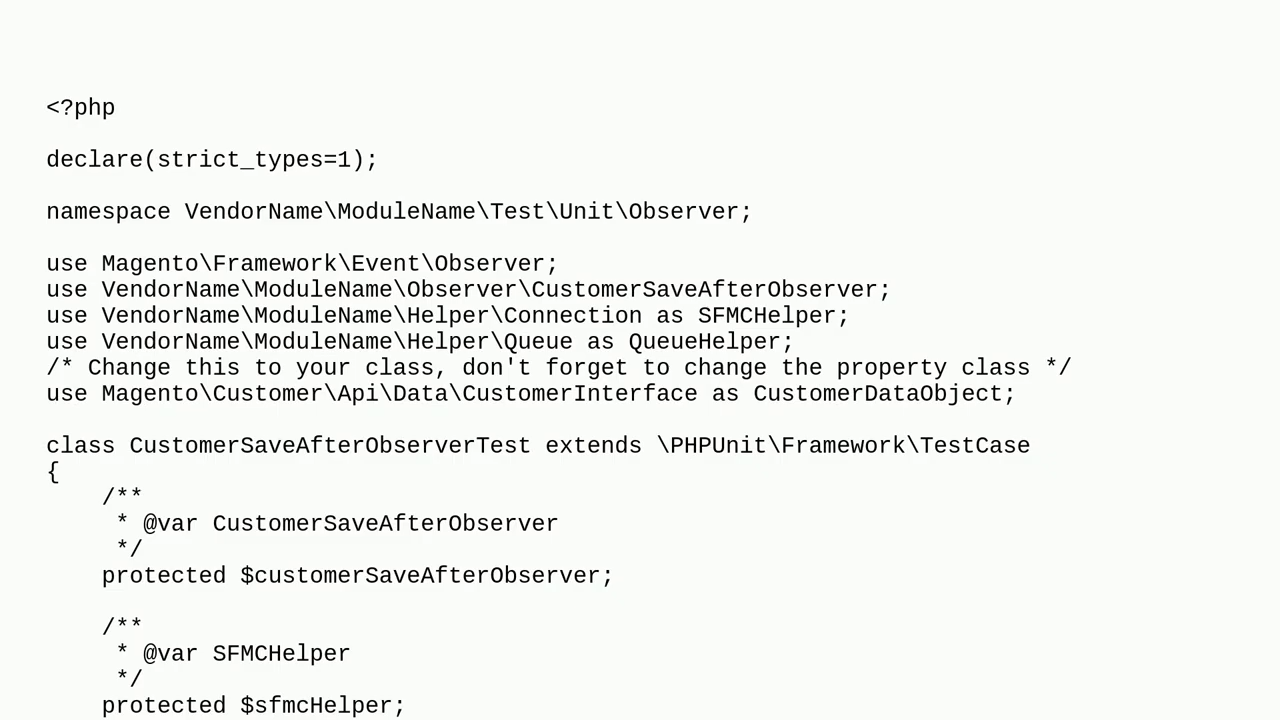 <?php
declare(strict_types=1);
namespace VendorName\ModuleName\Test\Unit\Observer;
use Magento\Framework\Event\Observer;
use VendorName\ModuleName\Observer\CustomerSaveAfterObserver;
use VendorName\ModuleName\Helper\Connection as SFMCHelper;
use VendorName\ModuleName\Helper\Queue as QueueHelper;
/* Change this to your class, don't forget to change the property class */
use Magento\Customer\Api\Data\CustomerInterface as CustomerDataObject;
class CustomerSaveAfterObserverTest extends \PHPUnit\Framework\TestCase
{
    /**
     * @var CustomerSaveAfterObserver
     */
    protected $customerSaveAfterObserver;
    /**
     * @var SFMCHelper
     */
    protected $sfmcHelper;